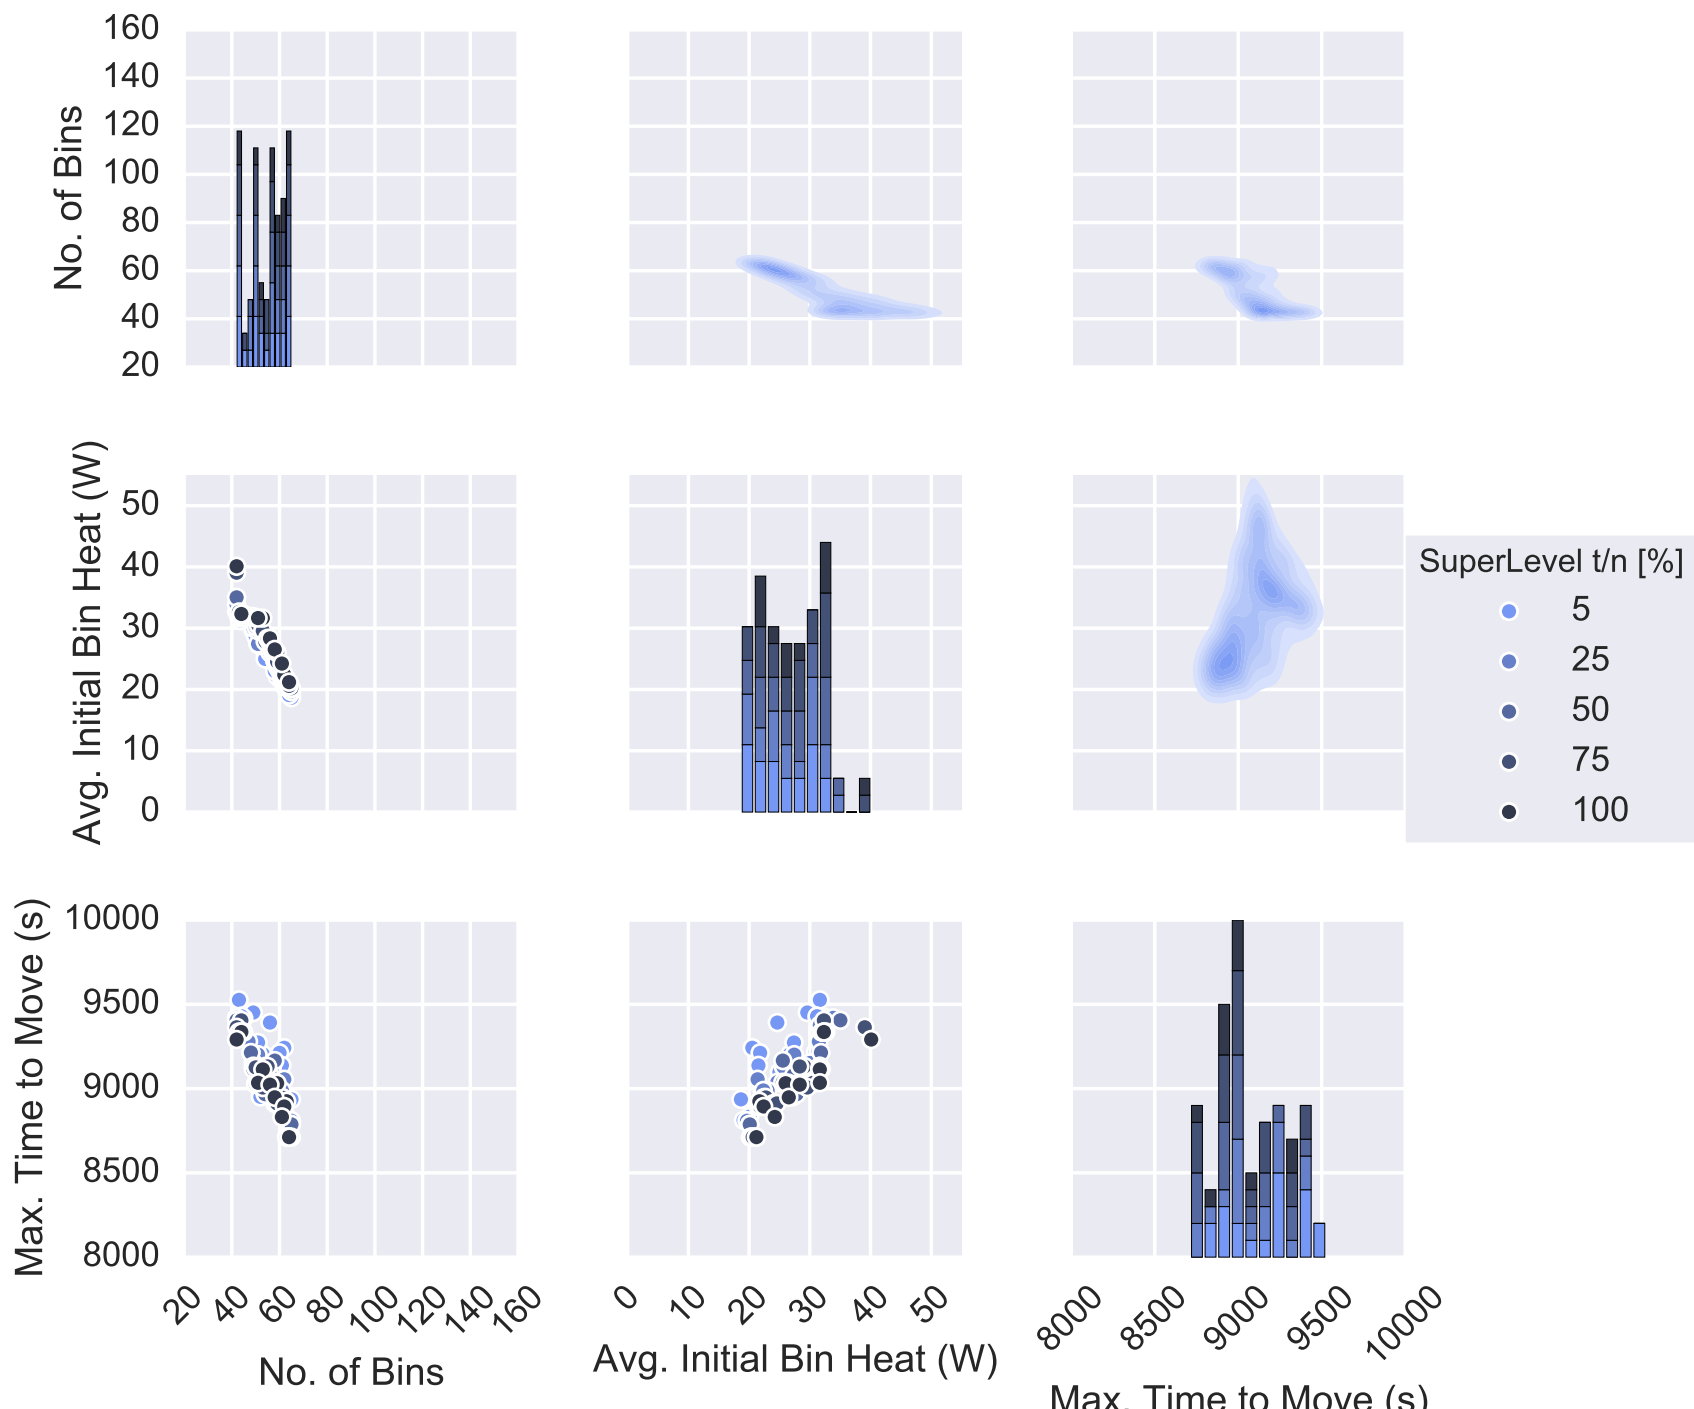 160
140
120
100
80
60
40
20
No. of Bins
50
40
30
20
10
0
Avg. Initial Bin Heat (W)
SuperLevel t/n [%]
5
25
50
75
100
10000
9500
9000
8500
8000
Max. Time to Move (s)
20 40 60 80 100 120 140 160
No. of Bins
0 10 20 30 40 50
Avg. Initial Bin Heat (W)
8000 8500 9000 9500 10000
Max. Time to Move (s)